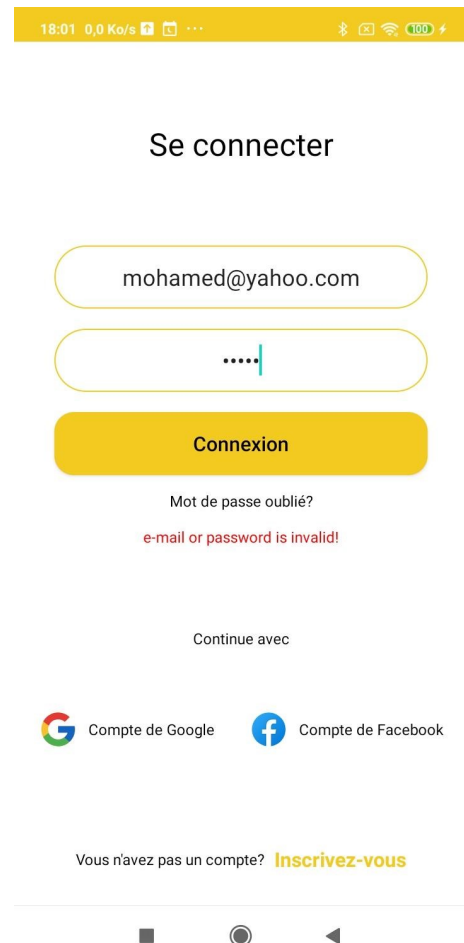 18:01 0,0 Ko/s ...
100
Se connecter
mohamed@yahoo.com
•••••
Connexion
Mot de passe oublié?
e-mail or password is invalid!
Continue avec
Compte de Google
Compte de Facebook
Vous n'avez pas un compte? Inscrivez-vous